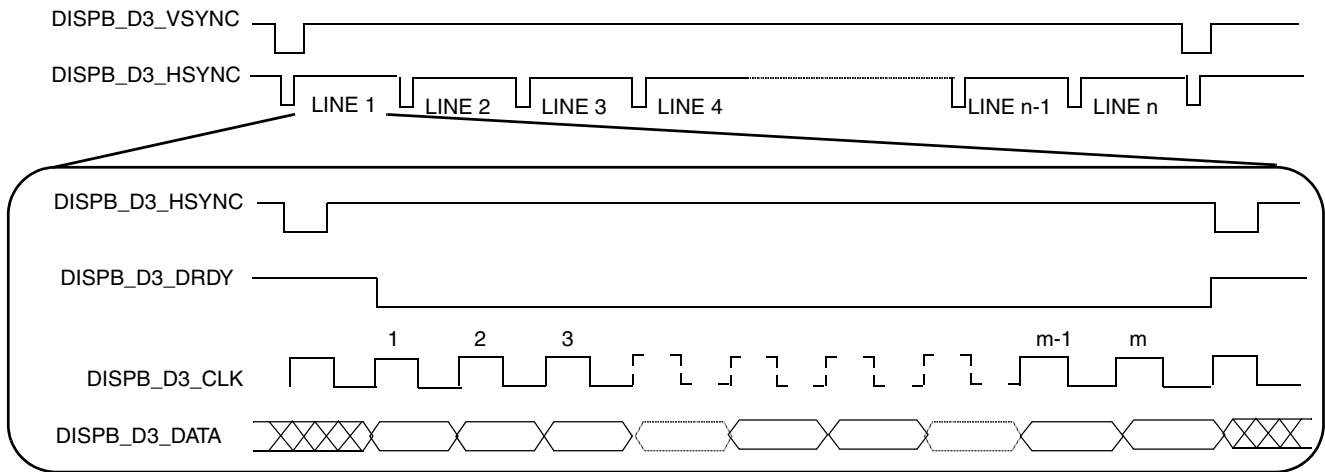 DISPB_D3_VSYNC
DISPB_D3_HSYNC
LINE 1 LINE 2 LINE 3 LINE 4 LINE n-1 LINE n
DISPB_D3_HSYNC
DISPB_D3_DRDY
1 2 3 m-1 m
DISPB_D3_CLK
DISPB_D3_DATA